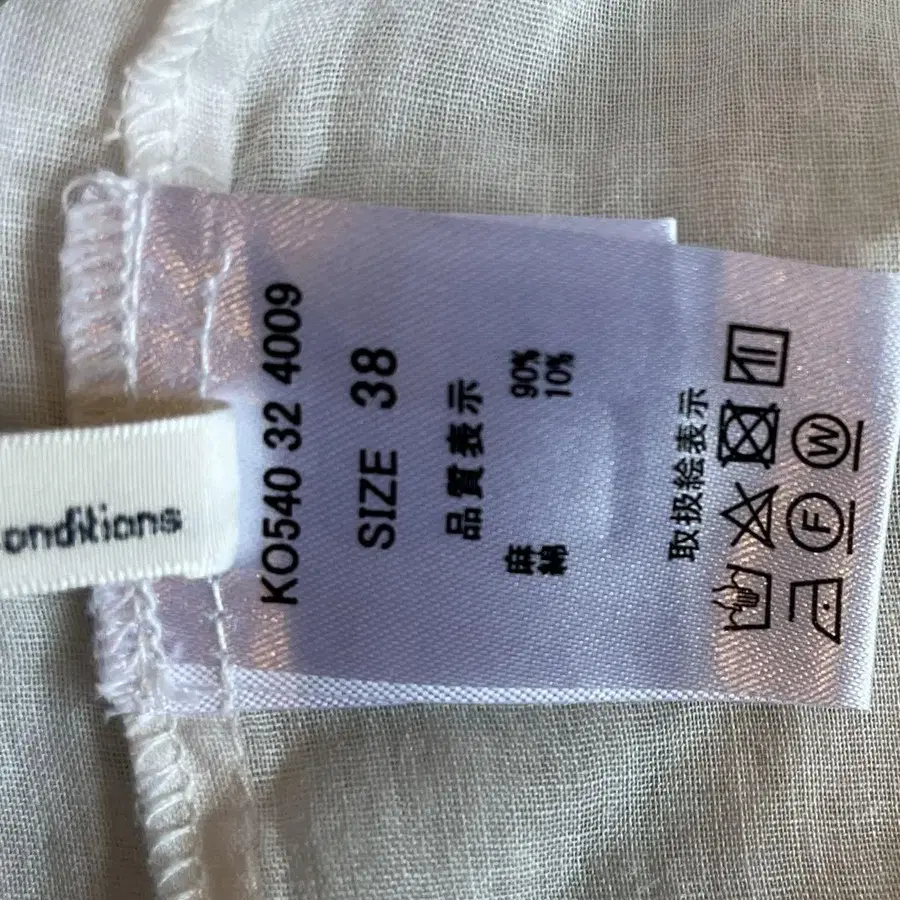 onditions
KO540 32 4009
SIZE 38
品質表示
麻 90%
綿 10%
取扱絵表示
F W